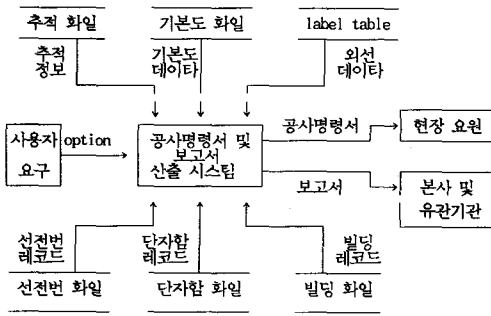 추적 화일 기본도 화일 label table
추적 기본도 외선
정보 데이타 데이타
공사명령서
사용자 option 공사명령서 및 현장 요원
요구 보고서
산출 시스팀
보고서 본사 및
유관기관
선전번 단자함 빌딩
레코드 레코드 레코드
선전번 화일 단자함 화일 빌딩 화일